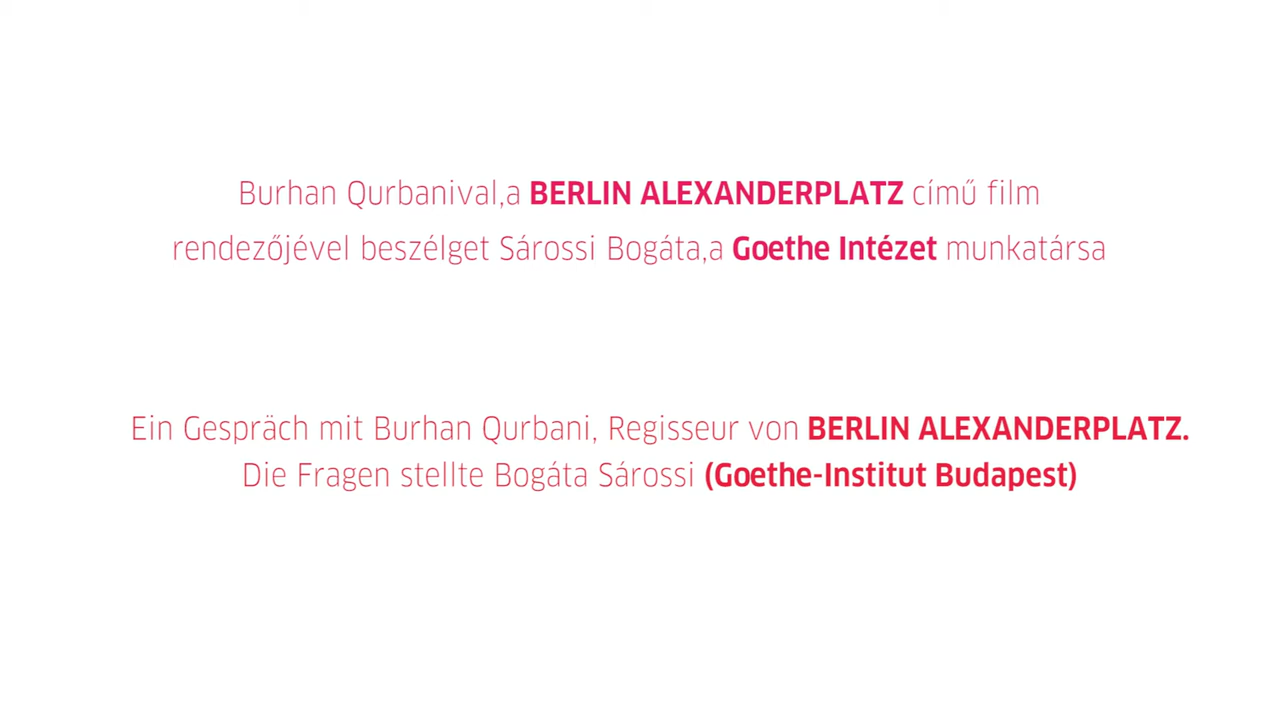 Burhan Qurbanival,a BERLIN ALEXANDERPLATZ című film
rendezőjével beszélget Sárossi Bogáta,a Goethe Intézet munkatársa
Ein Gespräch mit Burhan Qurbani, Regisseur von BERLIN ALEXANDERPLATZ.
Die Fragen stellte Bogáta Sárossi (Goethe-Institut Budapest)